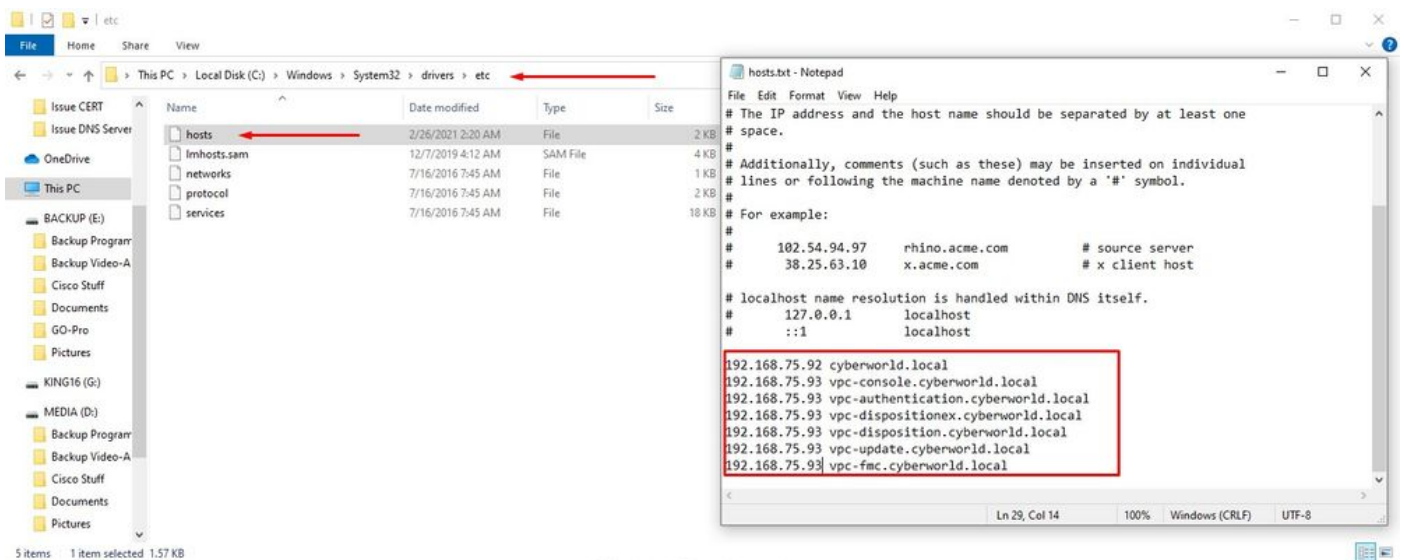 etc
File Home Share View
This PC > Local Disk (C:) > Windows > System32 > drivers > etc
Issue CERT
Issue DNS Server
OneDrive
This PC
BACKUP (E:)
Backup Program
Backup Video-A
Cisco Stuff
Documents
GO-Pro
Pictures
KING16 (G:)
MEDIA (D:)
Backup Program
Backup Video-A
Cisco Stuff
Documents
Pictures
Name Date modified Type Size
hosts 2/26/2021 2:20 AM File 2 KB
lmhosts.sam 12/7/2019 4:12 AM SAM File 4 KB
networks 7/16/2016 7:45 AM File 1 KB
protocol 7/16/2016 7:45 AM File 2 KB
services 7/16/2016 7:45 AM File 18 KB
5 items 1 item selected 1.57 KB
hosts.txt - Notepad
File Edit Format View Help
# The IP address and the host name should be separated by at least one
# space.
#
# Additionally, comments (such as these) may be inserted on individual
# lines or following the machine name denoted by a '#' symbol.
#
# For example:
#
# 102.54.94.97 rhino.acme.com # source server
# 38.25.63.10 x.acme.com # x client host
# localhost name resolution is handled within DNS itself.
# 127.0.0.1 localhost
# ::1 localhost
192.168.75.92 cyberworld.local
192.168.75.93 vpc-console.cyberworld.local
192.168.75.93 vpc-authentication.cyberworld.local
192.168.75.93 vpc-dispositionex.cyberworld.local
192.168.75.93 vpc-disposition.cyberworld.local
192.168.75.93 vpc-update.cyberworld.local
192.168.75.93 vpc-fmc.cyberworld.local
Ln 29, Col 14 100% Windows (CRLF) UTF-8